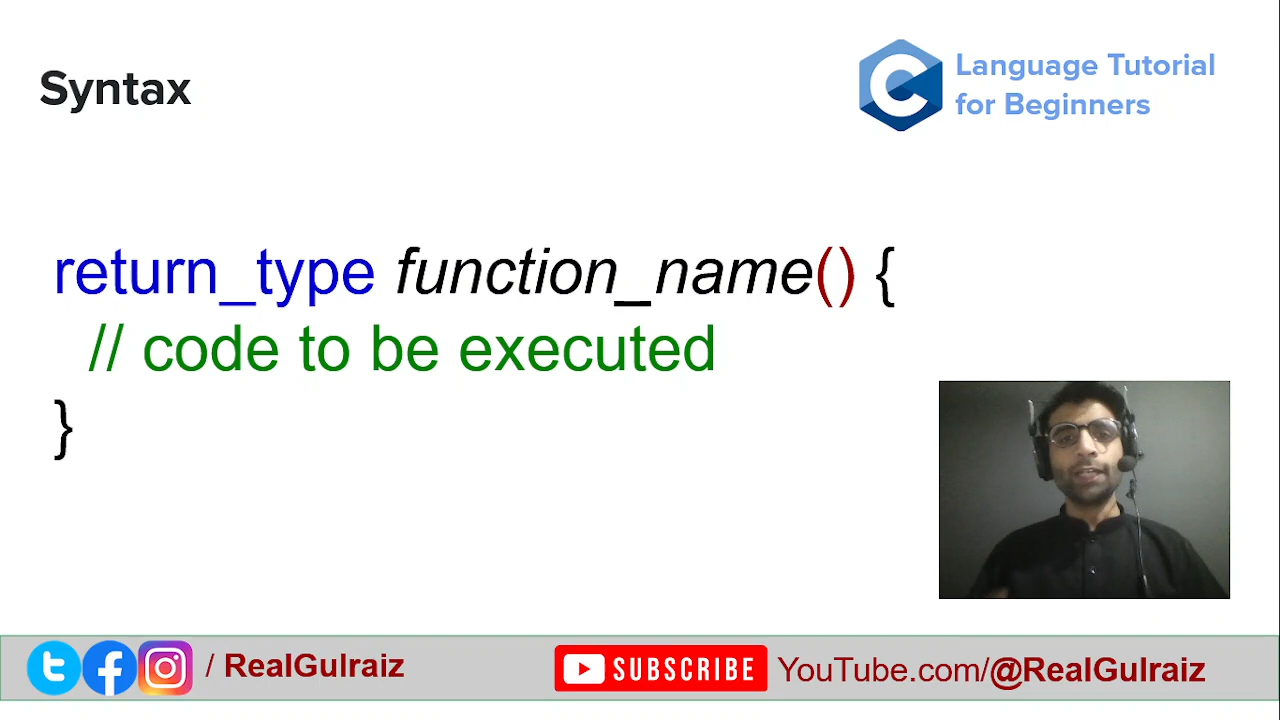 Syntax
C Language Tutorial
for Beginners
return_type function_name() {
// code to be executed
}
/ RealGulraiz
SUBSCRIBE
YouTube.com/@RealGulraiz